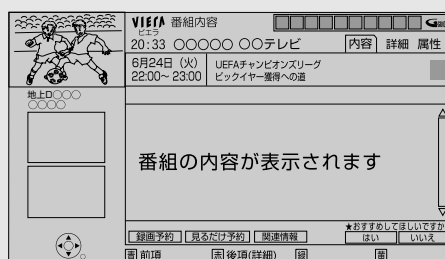 VIErA 番組内容
ビエラ
20:33 ○○○○○ ○○テレビ
内容 詳細 属性
6月24日 (火) UEFAチャンピオンズリーグ
22:00~23:00 ビックイヤー獲得への道
地上D○○○
○○○○
番組の内容が表示されます
★おすすめしてほしいですか
録画予約 見るだけ予約 関連情報 はい いいえ
青 前項 赤 後項(詳細) 緑 黄